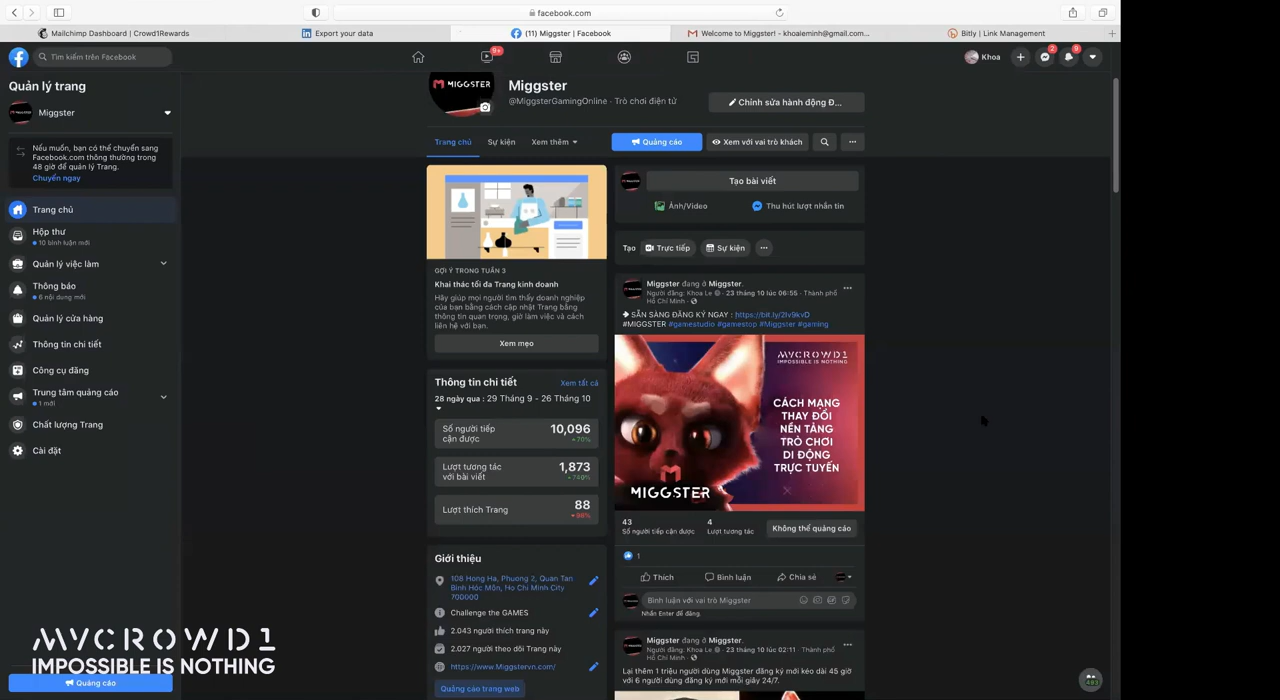 facebook.com
Mailchimp Dashboard | Crowd1Rewards
Export your data
(11) Miggster | Facebook
Welcome to Miggster! - khoaleminh@gmail.com...
Bitly | Link Management
Tìm kiếm trên Facebook
9+
Khoa
2
9
Quản lý trang
Miggster
Nếu muốn, bạn có thể chuyển sang
Facebook.com thông thường trong
48 giờ để quản lý Trang.
Chuyển ngay
Trang chủ
Hộp thư
10 bình luận mới
Quản lý việc làm
Thông báo
6 nội dung mới
Quản lý cửa hàng
Thông tin chi tiết
Công cụ đăng
Trung tâm quảng cáo
1 mới
Chất lượng Trang
Cài đặt
MYCROWD1
IMPOSSIBLE IS NOTHING
Quảng cáo
MIGGSTER
Miggster
@MiggsterGamingOnline · Trò chơi điện tử
Chỉnh sửa hành động Đ...
Trang chủ
Sự kiện
Xem thêm
Quảng cáo
Xem với vai trò khách
GỢI Ý TRONG TUẦN 3
Khai thác tối đa Trang kinh doanh
Hãy giúp mọi người tìm thấy doanh nghiệp
của bạn bằng cách cập nhật Trang bằng
thông tin quan trọng, giờ làm việc và cách
liên hệ với bạn.
Xem mẹo
Thông tin chi tiết
Xem tất cả
28 ngày qua : 29 Tháng 9 - 26 Tháng 10
Số người tiếp
cận được
10,096
70%
Lượt tương tác
với bài viết
1,873
Lượt thích Trang
88
Giới thiệu
108 Hong Ha, Phuong 2, Quan Tan
Binh Hóc Môn, Ho Chi Minh City
700000
Challenge the GAMES
2.043 người thích trang này
2.027 người theo dõi Trang này
https://www.Miggstervn.com/
Quảng cáo trang web
Tạo bài viết
Ảnh/Video
Thu hút lượt nhắn tin
Tạo
Trực tiếp
Sự kiện
Miggster đang ở Miggster.
Người đăng: Khoa Le · 23 tháng 10 lúc 06:55 · Thành phố
Hồ Chí Minh ·
SẴN SÀNG ĐĂNG KÝ NGAY : https://bit.ly/2Iv9kvD
#MIGGSTER #gamestudio #gamestop #Miggster #gaming
MYCROWD1
IMPOSSIBLE IS NOTHING
CÁCH MẠNG
THAY ĐỔI
NỀN TẢNG
TRÒ CHƠI
DI ĐỘNG
TRỰC TUYẾN
MIGGSTER
43
Số người tiếp cận được
4
Lượt tương tác
Không thể quảng cáo
1
Thích
Bình luận
Chia sẻ
Bình luận với vai trò Miggster
Nhấn Enter để đăng.
Miggster đang ở Miggster.
Người đăng: Khoa Le · 23 tháng 10 lúc 02:11 · Thành phố
Hồ Chí Minh ·
Lại thêm 1 triệu người dùng Miggster đăng ký mới kéo dài 45 giờ
với 6 người dùng đăng ký mới mỗi giây 24/7.